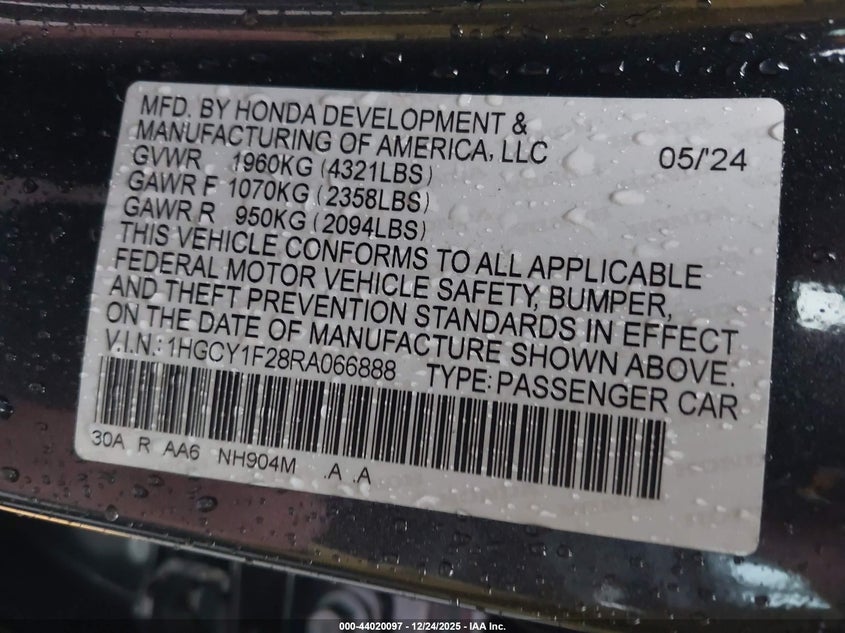 MFD. BY HONDA DEVELOPMENT &
MANUFACTURING OF AMERICA, LLC 05/'24
GVWR 1960KG (4321LBS)
GAWR F 1070KG (2358LBS)
GAWR R 950KG (2094LBS)
THIS VEHICLE CONFORMS TO ALL APPLICABLE
FEDERAL MOTOR VEHICLE SAFETY, BUMPER,
AND THEFT PREVENTION STANDARDS IN EFFECT
ON THE DATE OF MANUFACTURE SHOWN ABOVE.
V.I.N.: 1HGCY1F28RA066888 TYPE: PASSENGER CAR
30A R AA6 NH904M .A .A
000-44020097 - 12/24/2025 - IAA Inc.